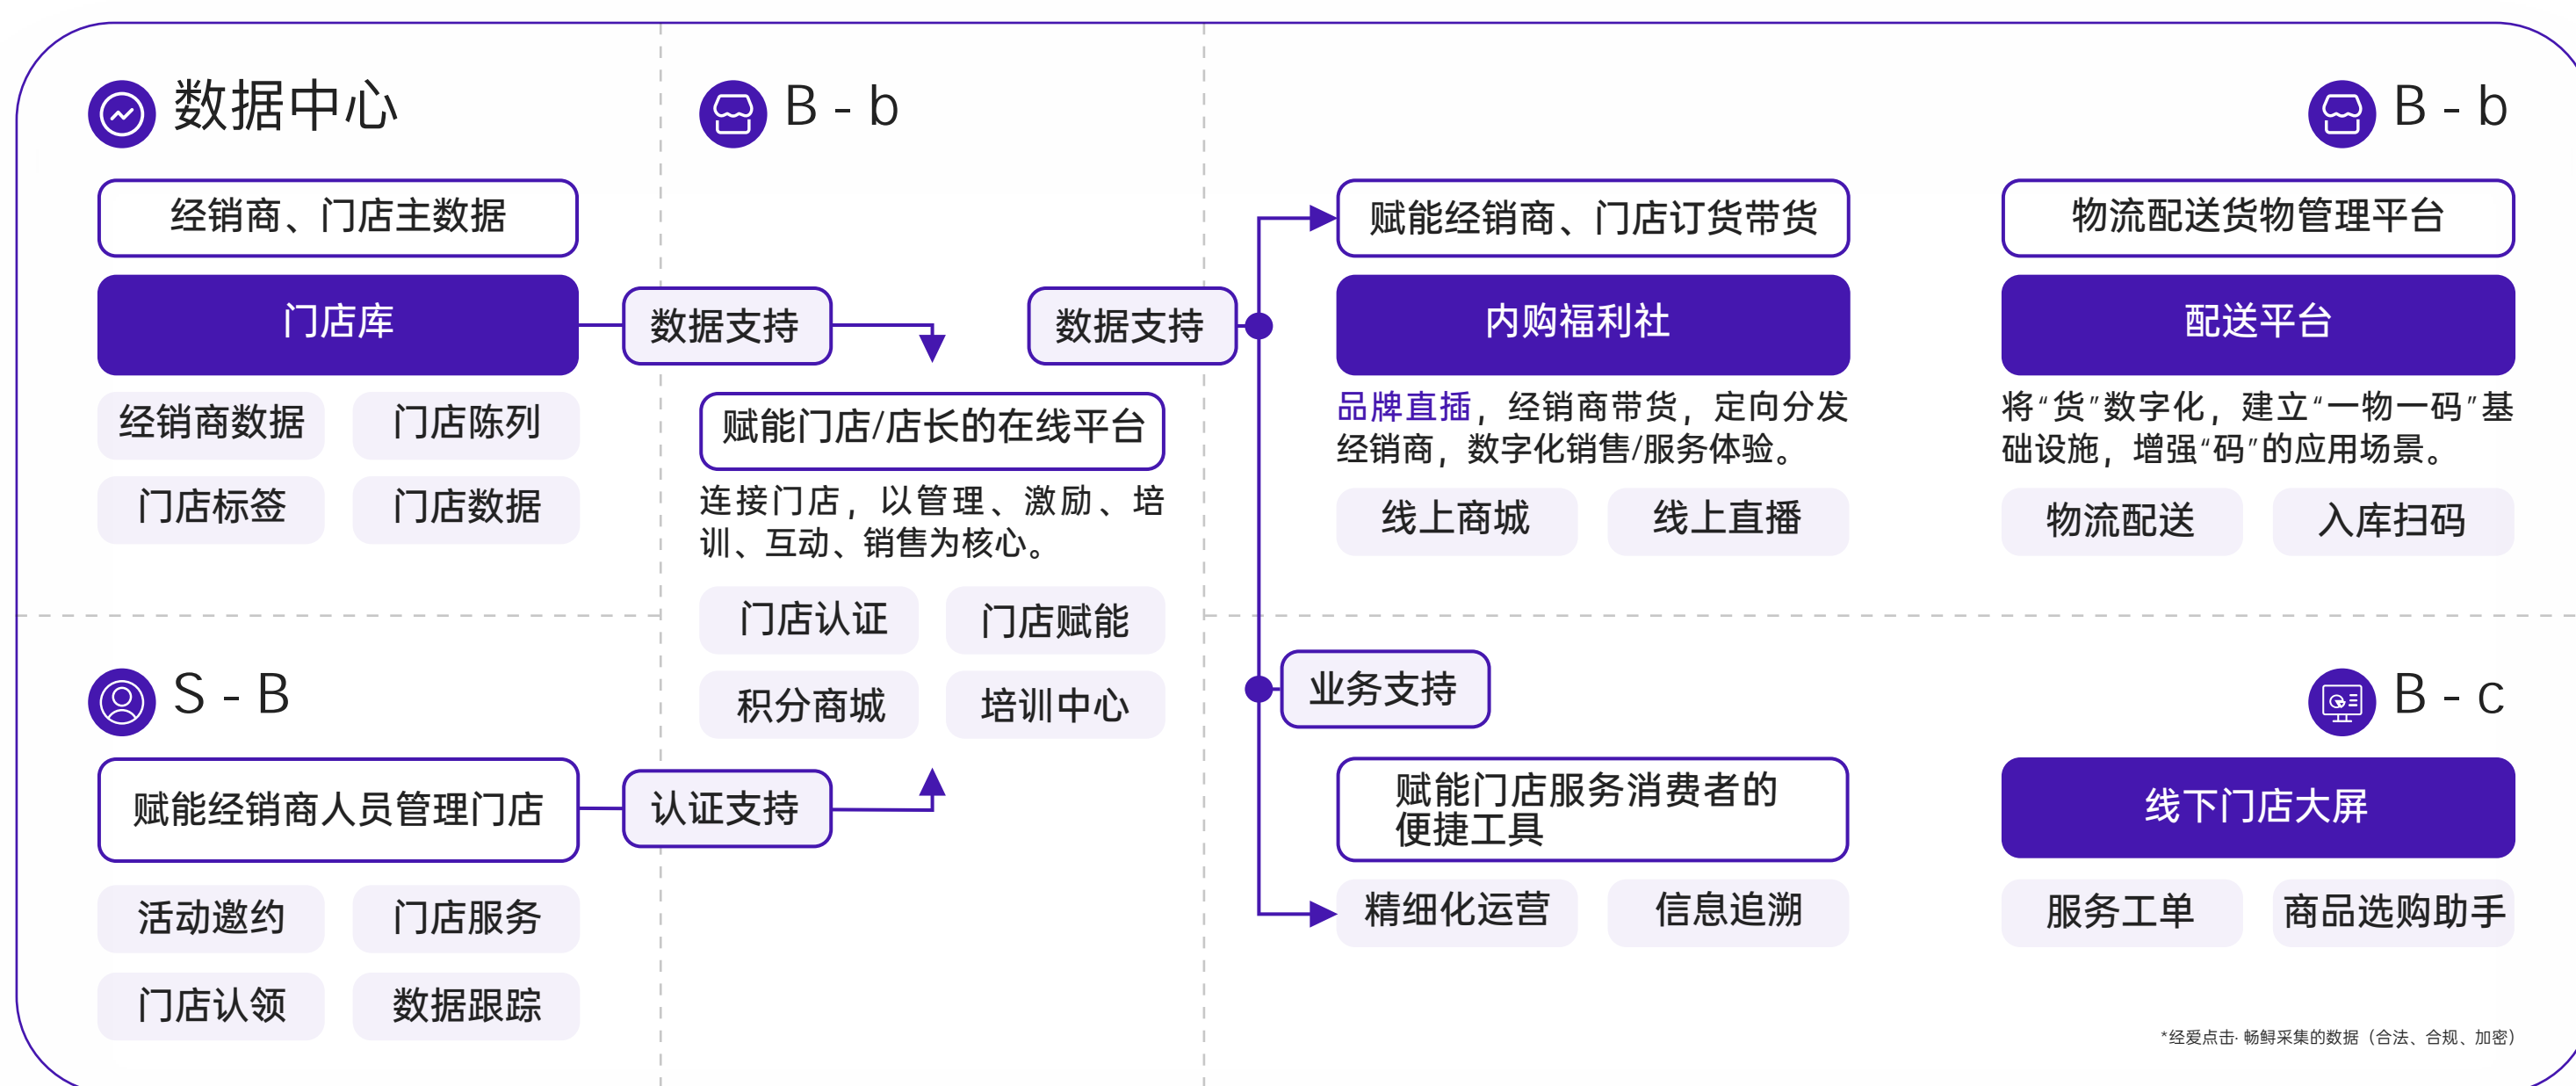 数据中心
经销商、门店主数据
门店库
经销商数据
门店陈列
门店标签
门店数据
数据支持
B - b
赋能门店/店长的在线平台
连接门店，以管理、激励、培
训、互动、销售为核心。
门店认证
门店赋能
积分商城
培训中心
数据支持
赋能经销商、门店订货带货
内购福利社
品牌直插，经销商带货，定向分发
经销商，数字化销售/服务体验。
线上商城
线上直播
B - b
物流配送货物管理平台
配送平台
将“货”数字化，建立“一物一码”基
础设施，增强“码”的应用场景。
物流配送
入库扫码
S - B
赋能经销商人员管理门店
活动邀约
门店服务
门店认领
数据跟踪
认证支持
业务支持
赋能门店服务消费者的
便捷工具
精细化运营
信息追溯
B - c
线下门店大屏
服务工单
商品选购助手
*经爱点击· 畅鲟采集的数据（合法、合规、加密）